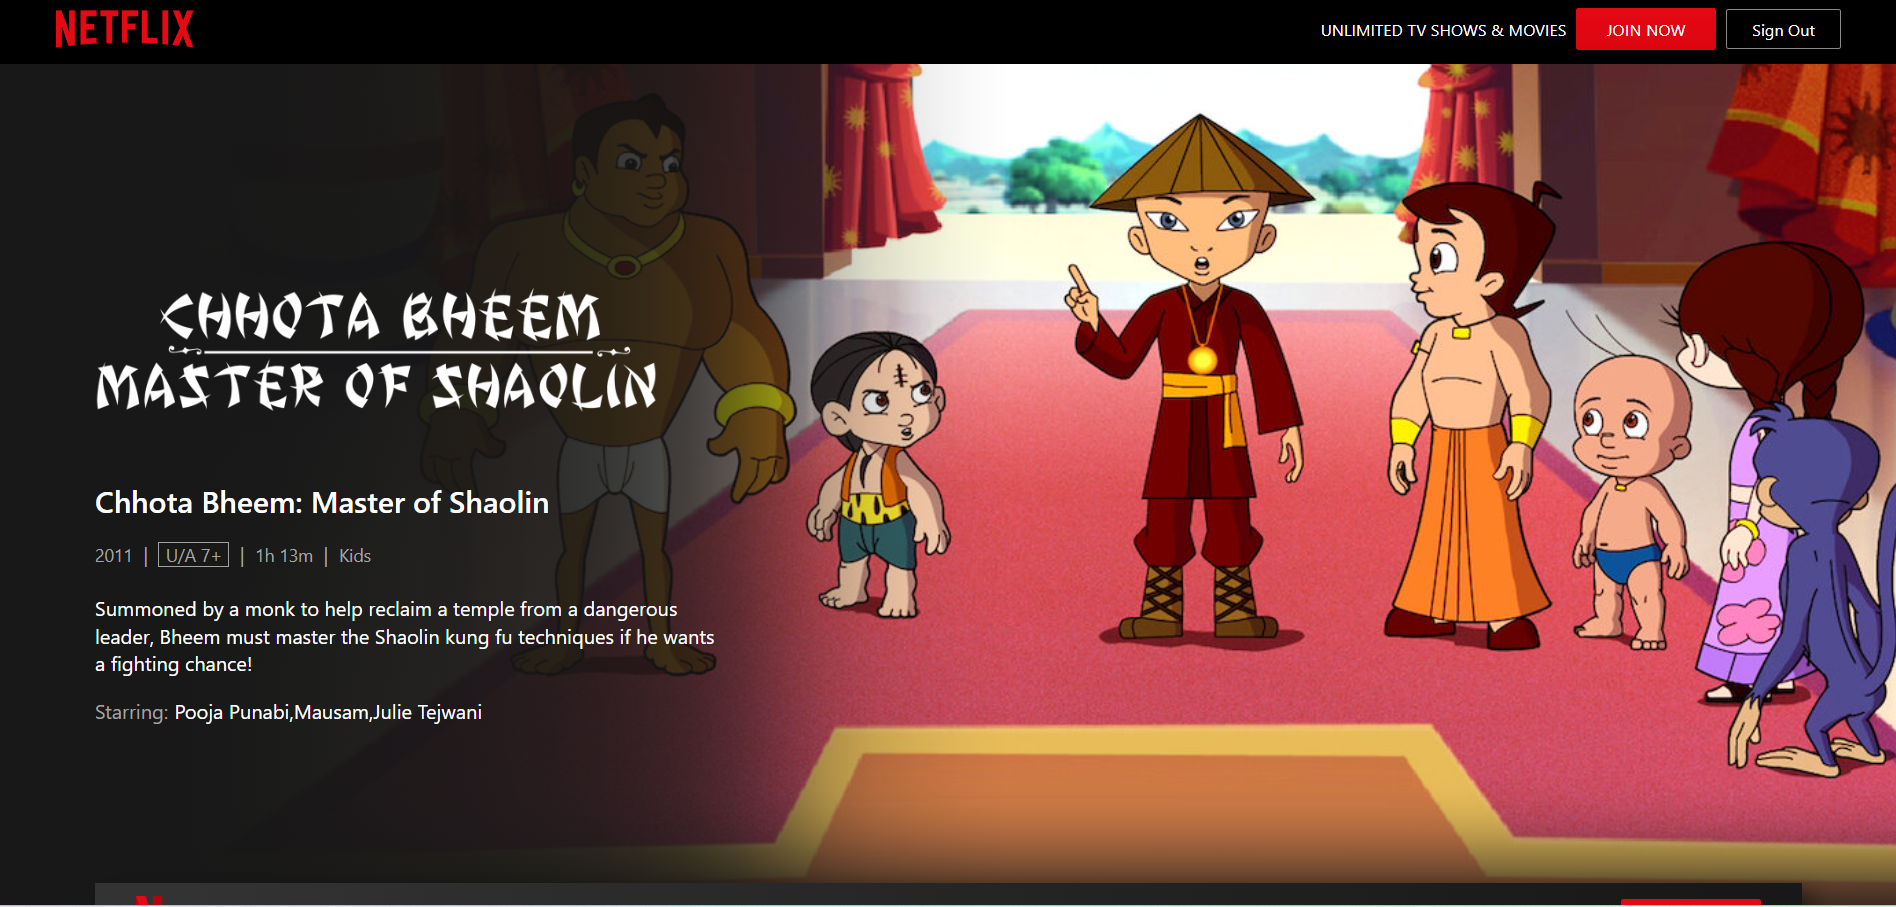 NETFLIX
UNLIMITED TV SHOWS & MOVIES
JOIN NOW
Sign Out
CHHOTA BHEEM
MASTER OF SHAOLIN
Chhota Bheem: Master of Shaolin
2011 | U/A 7+ | 1h 13m | Kids
Summoned by a monk to help reclaim a temple from a dangerous
leader, Bheem must master the Shaolin kung fu techniques if he wants
a fighting chance!
Starring: Pooja Punabi,Mausam,Julie Tejwani